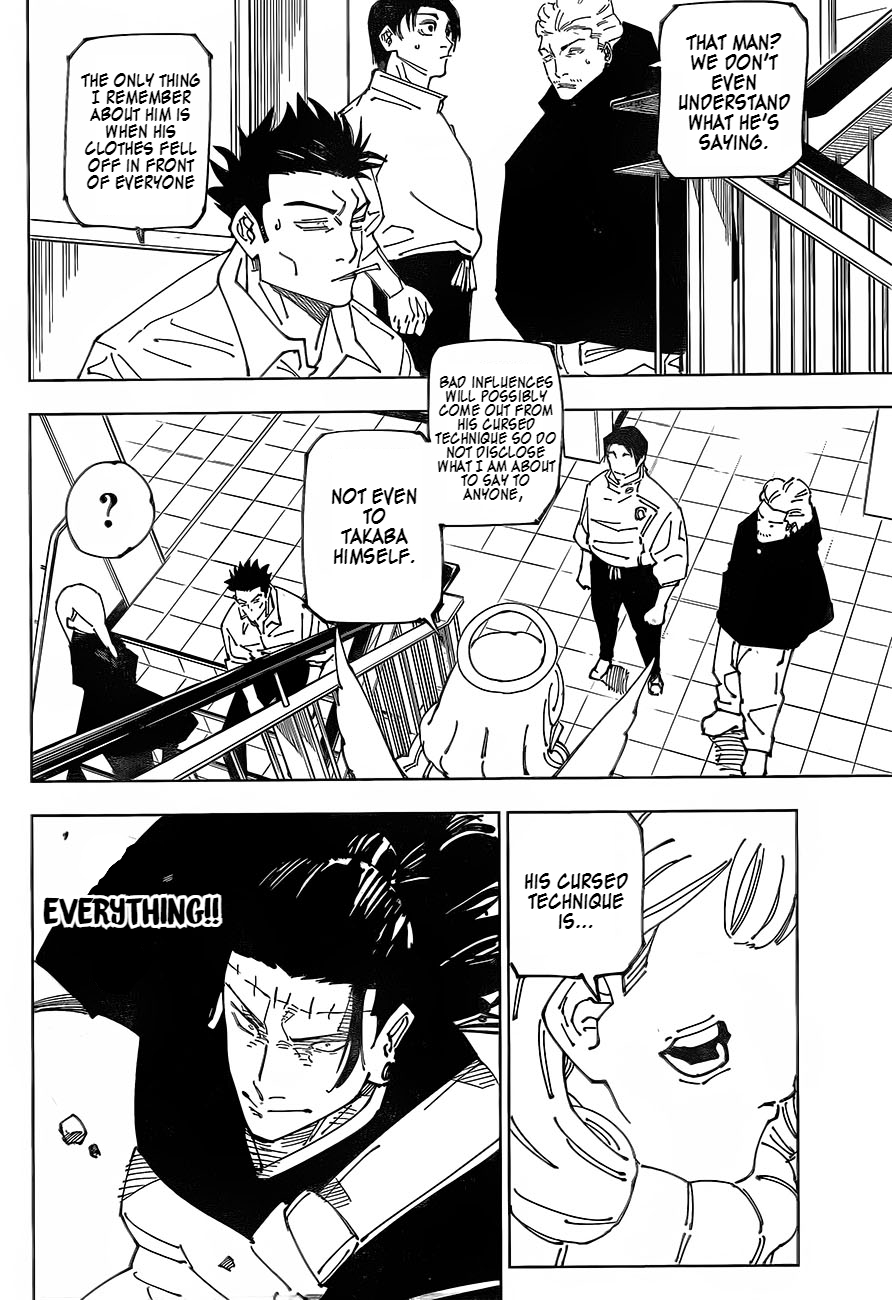 THAT MAN?
WE DON'T
EVEN
UNDERSTAND
WHAT HE'S
SAYING.
THE ONLY THING
I REMEMBER
ABOUT HIM IS
WHEN HIS
CLOTHES FELL
OFF IN FRONT
OF EVERYONE
BAD INFLUENCES
WILL POSSIBLY
COME OUT FROM
HIS CURSED
TECHNIQUE SO DO
NOT DISCLOSE
WHAT I AM ABOUT
TO SAY TO
ANYONE,
NOT EVEN
TO
TAKABA
HIMSELF.
?
HIS CURSED
TECHNIQUE
IS...
EVERYTHING!!